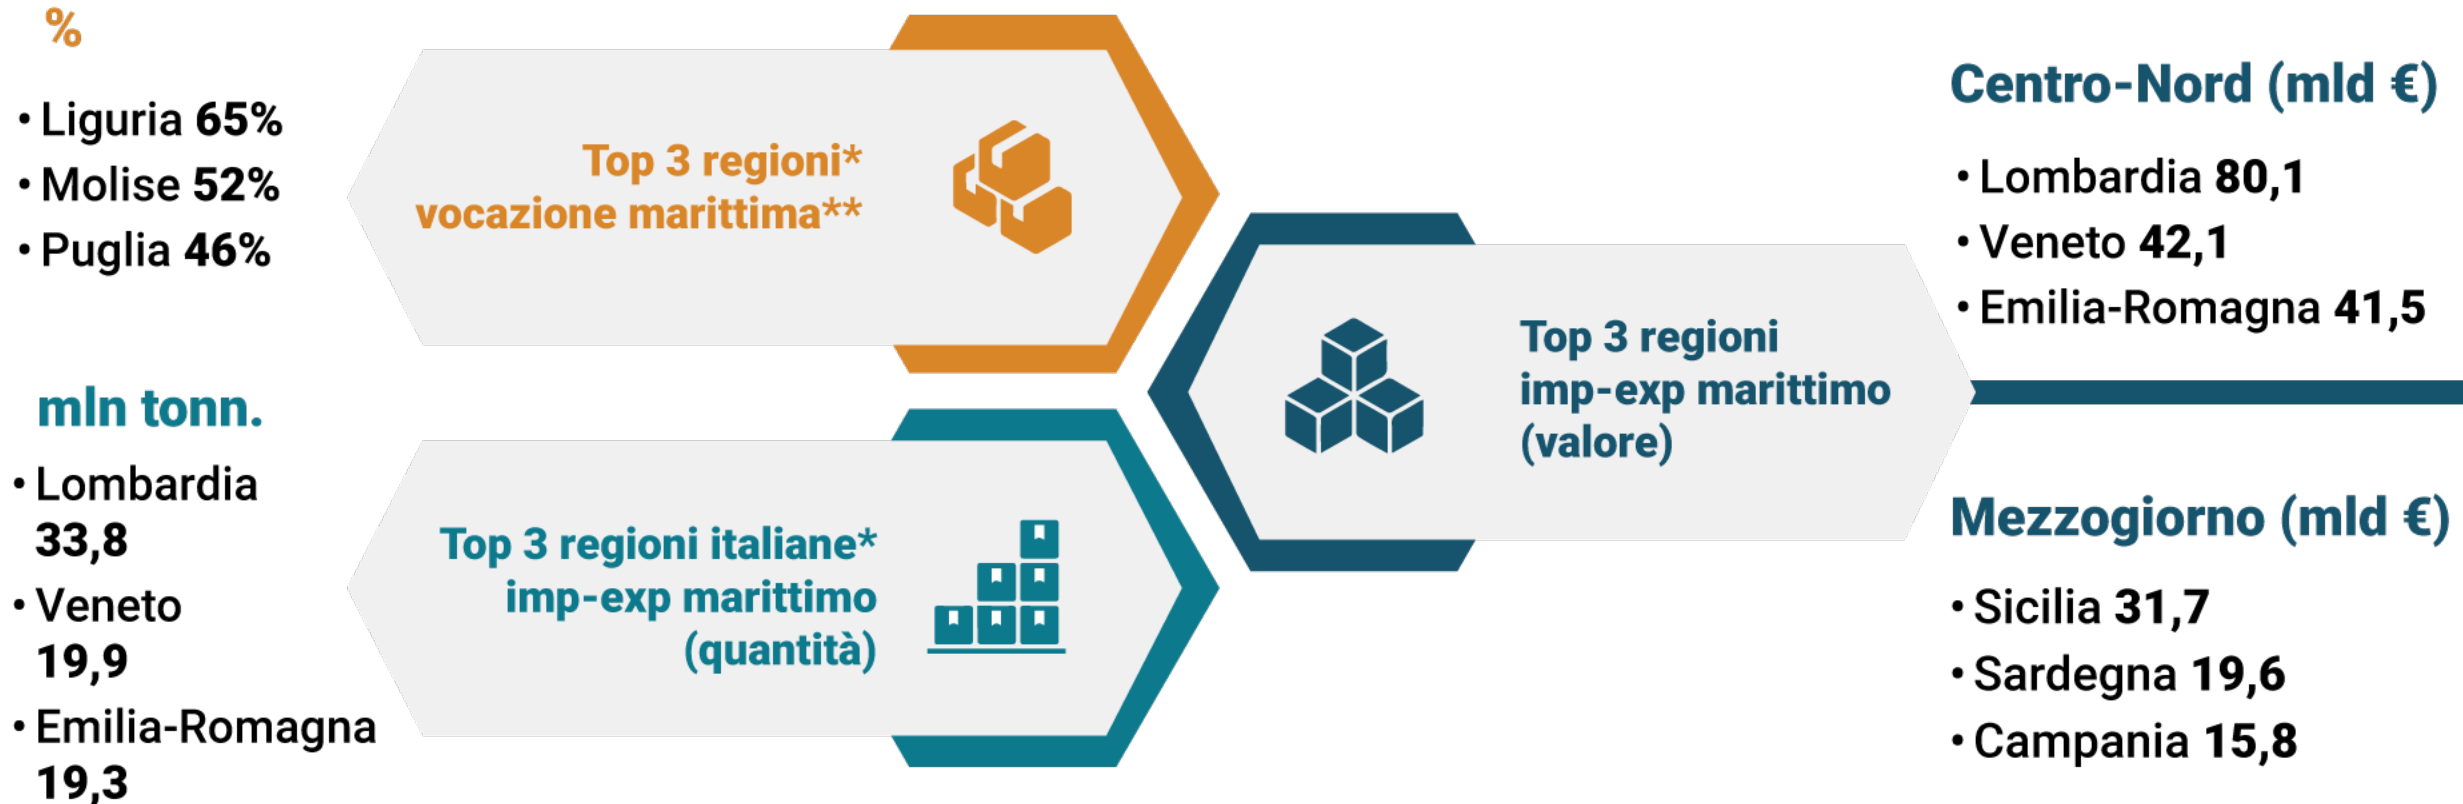 %
• Liguria 65%
• Molise 52%
• Puglia 46%
Top 3 regioni*
vocazione marittima**
mln tonn.
• Lombardia
33,8
• Veneto
19,9
• Emilia-Romagna
19,3
Top 3 regioni italiane*
imp-exp marittimo
(quantità)
Top 3 regioni
imp-exp marittimo
(valore)
Centro-Nord (mld €)
• Lombardia 80,1
• Veneto 42,1
• Emilia-Romagna 41,5
Mezzogiorno (mld €)
• Sicilia 31,7
• Sardegna 19,6
• Campania 15,8